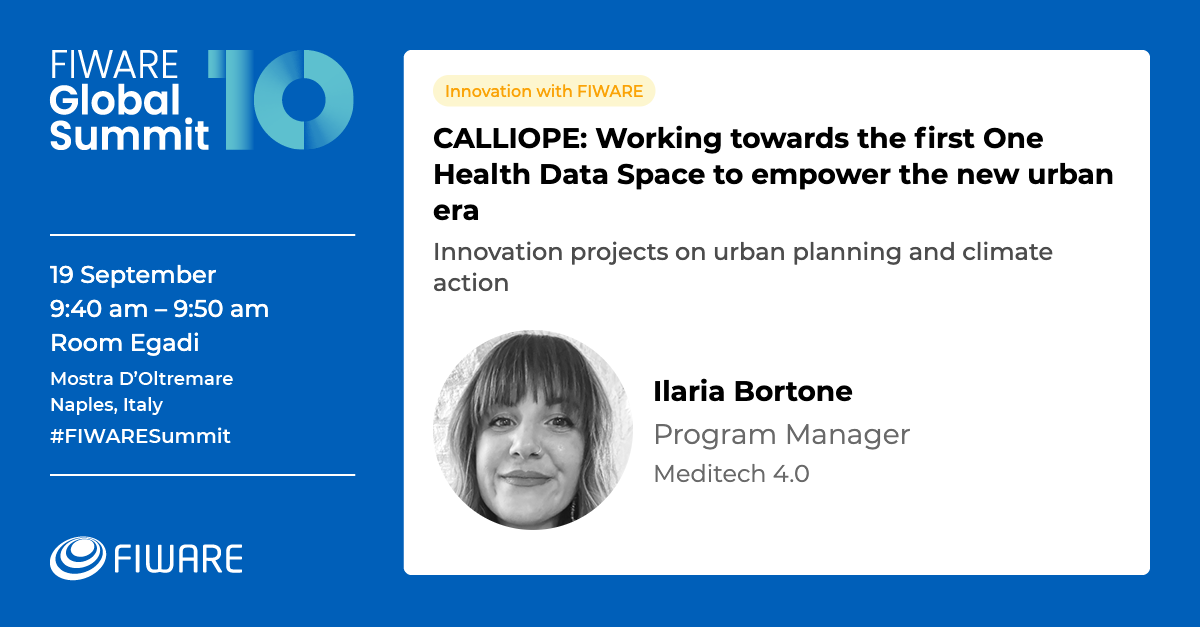 FIWARE
Global
Summit
10
19 September
9:40 am – 9:50 am
Room Egadi
Mostra D’Oltremare
Naples, Italy
#FIWARESummit
FIWARE
Innovation with FIWARE
CALLIOPE: Working towards the first One
Health Data Space to empower the new urban
era
Innovation projects on urban planning and climate
action
Ilaria Bortone
Program Manager
Meditech 4.0